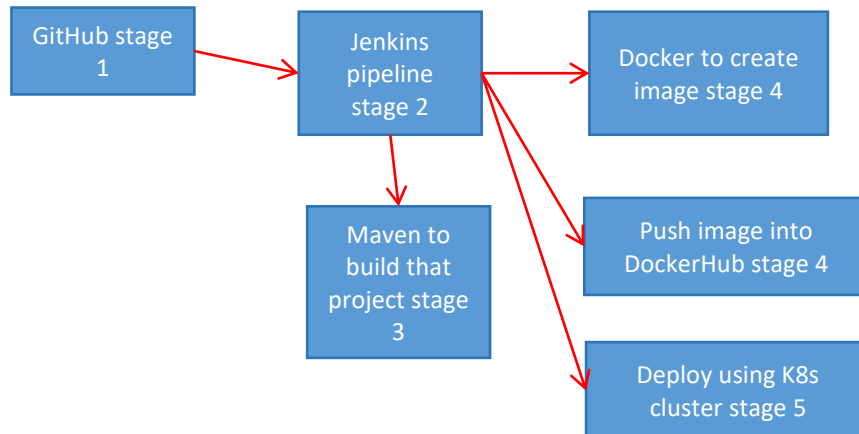 GitHub stage
1
Jenkins
pipeline
stage 2
Docker to create
image stage 4
Maven to
build that
project stage
3
Push image into
DockerHub stage 4
Deploy using K8s
cluster stage 5